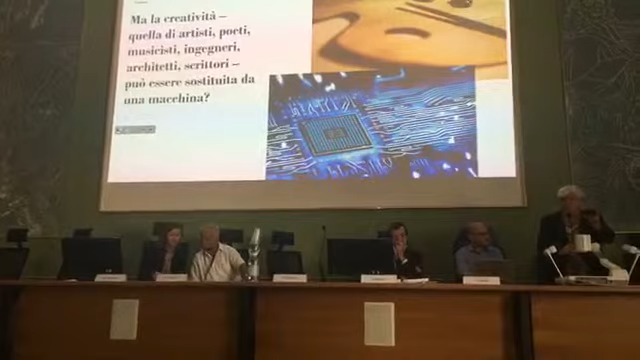 Ma la creatività –
quella di artisti, poeti,
musicisti, ingegneri,
architetti, scrittori –
può essere sostituita da
una macchina?